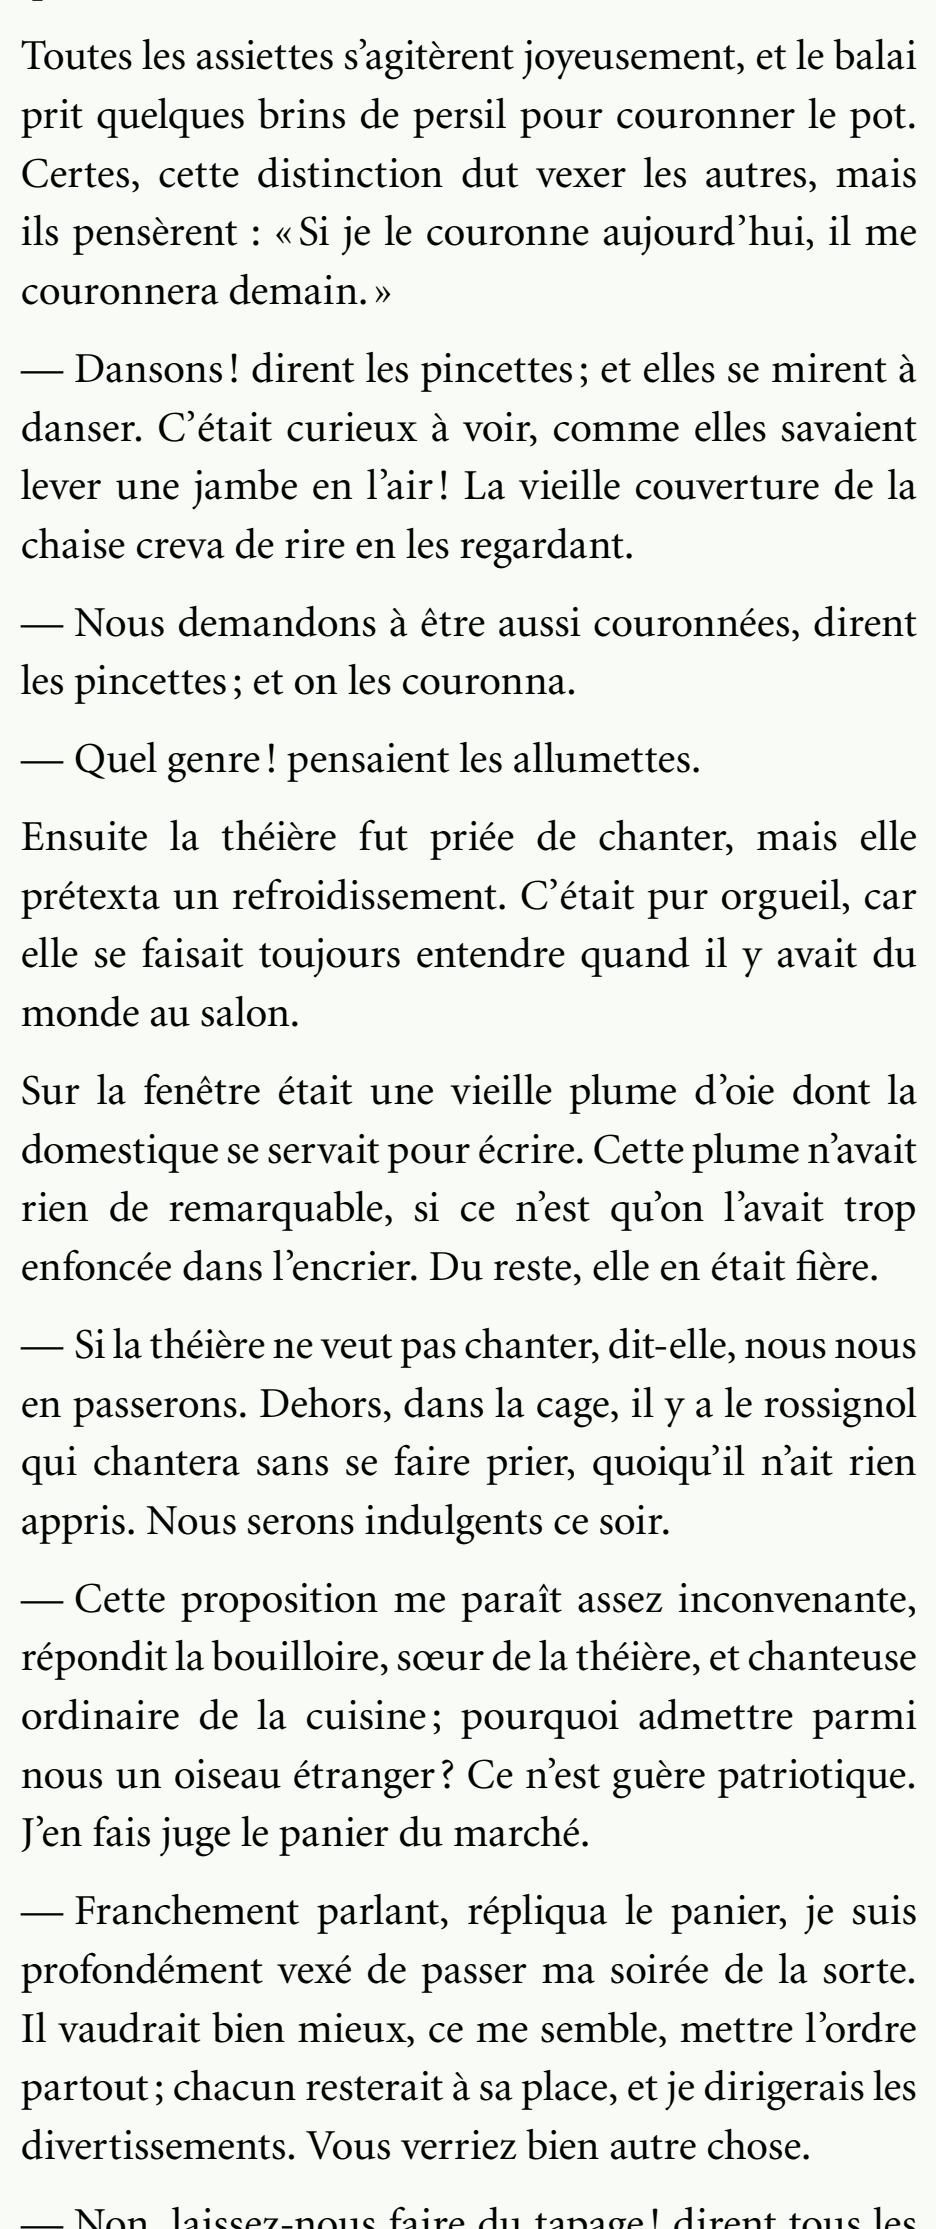 Toutes les assiettes s’agitèrent joyeusement, et le balai
prit quelques brins de persil pour couronner le pot.
Certes, cette distinction dut vexer les autres, mais
ils pensèrent : « Si je le couronne aujourd’hui, il me
couronnera demain. »
— Dansons ! dirent les pincettes ; et elles se mirent à
danser. C’était curieux à voir, comme elles savaient
lever une jambe en l’air ! La vieille couverture de la
chaise creva de rire en les regardant.
— Nous demandons à être aussi couronnées, dirent
les pincettes ; et on les couronna.
— Quel genre ! pensaient les allumettes.
Ensuite la théière fut priée de chanter, mais elle
prétexta un refroidissement. C’était pur orgueil, car
elle se faisait toujours entendre quand il y avait du
monde au salon.
Sur la fenêtre était une vieille plume d’oie dont la
domestique se servait pour écrire. Cette plume n’avait
rien de remarquable, si ce n’est qu’on l’avait trop
enfoncée dans l’encrier. Du reste, elle en était fière.
— Si la théière ne veut pas chanter, dit-elle, nous nous
en passerons. Dehors, dans la cage, il y a le rossignol
qui chantera sans se faire prier, quoiqu’il n’ait rien
appris. Nous serons indulgents ce soir.
— Cette proposition me paraît assez inconvenante,
répondit la bouilloire, sœur de la théière, et chanteuse
ordinaire de la cuisine ; pourquoi admettre parmi
nous un oiseau étranger ? Ce n’est guère patriotique.
J’en fais juge le panier du marché.
— Franchement parlant, répliqua le panier, je suis
profondément vexé de passer ma soirée de la sorte.
Il vaudrait bien mieux, ce me semble, mettre l’ordre
partout ; chacun resterait à sa place, et je dirigerais les
divertissements. Vous verriez bien autre chose.
— Non, laissez-nous faire du tapage ! dirent tous les